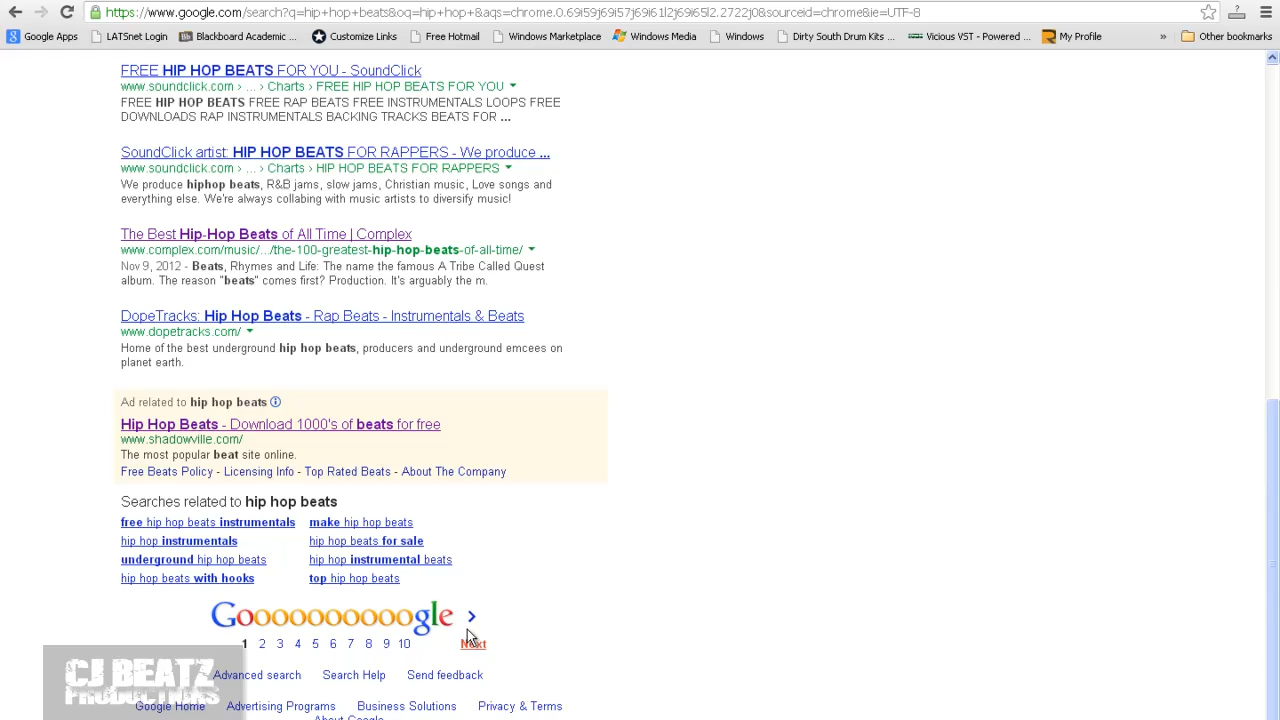 https://www.google.com/search?q=hip+hop+beats&oq=hip+hop+&aqs=chrome.0.69i59j69i57j69i61l2j69i65l2.2722j0&sourceid=chrome&ie=UTF-8
Google Apps LATSnet Login Blackboard Academic ... Customize Links Free Hotmail Windows Marketplace Windows Media Windows Dirty South Drum Kits ... Vicious VST - Powered ... My Profile » Other bookmarks
FREE HIP HOP BEATS FOR YOU - SoundClick
www.soundclick.com › ... › Charts › FREE HIP HOP BEATS FOR YOU
FREE HIP HOP BEATS FREE RAP BEATS FREE INSTRUMENTALS LOOPS FREE
DOWNLOADS RAP INSTRUMENTALS BACKING TRACKS BEATS FOR ...
SoundClick artist: HIP HOP BEATS FOR RAPPERS - We produce ...
www.soundclick.com › ... › Charts › HIP HOP BEATS FOR RAPPERS
We produce hiphop beats, R&B jams, slow jams, Christian music, Love songs and
everything else. We're always collabing with music artists to diversify music!
The Best Hip-Hop Beats of All Time | Complex
www.complex.com/music/.../the-100-greatest-hip-hop-beats-of-all-time/
Nov 9, 2012 - Beats, Rhymes and Life: The name the famous A Tribe Called Quest
album. The reason "beats" comes first? Production. It's arguably the m.
DopeTracks: Hip Hop Beats - Rap Beats - Instrumentals & Beats
www.dopetracks.com/
Home of the best underground hip hop beats, producers and underground emcees on
planet earth.
Ad related to hip hop beats
Hip Hop Beats - Download 1000's of beats for free
www.shadowville.com/
The most popular beat site online.
Free Beats Policy - Licensing Info - Top Rated Beats - About The Company
Searches related to hip hop beats
free hip hop beats instrumentals make hip hop beats
hip hop instrumentals hip hop beats for sale
underground hip hop beats hip hop instrumental beats
hip hop beats with hooks top hip hop beats
Goooooooooogle
1 2 3 4 5 6 7 8 9 10 Next
Advanced search Search Help Send feedback
CJ BEATZ
PRODUCTIONS
Google Home Advertising Programs Business Solutions Privacy & Terms
About Google